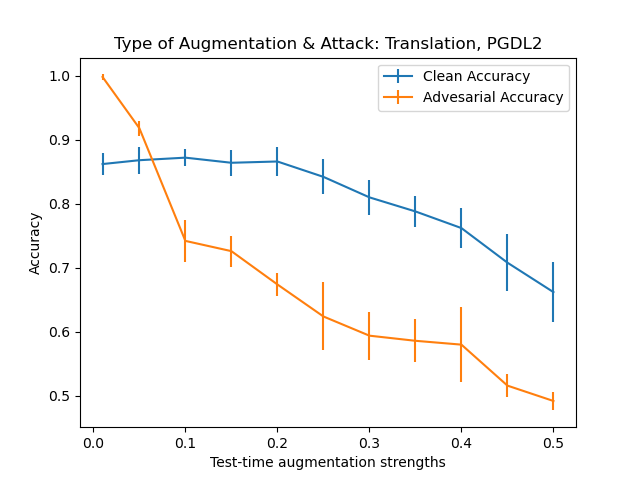 Type of Augmentation & Attack: Translation, PGDL2
Clean Accuracy
Advesarial Accuracy
1.0
0.9
0.8
0.7
0.6
0.5
Accuracy
0.0 0.1 0.2 0.3 0.4 0.5
Test-time augmentation strengths